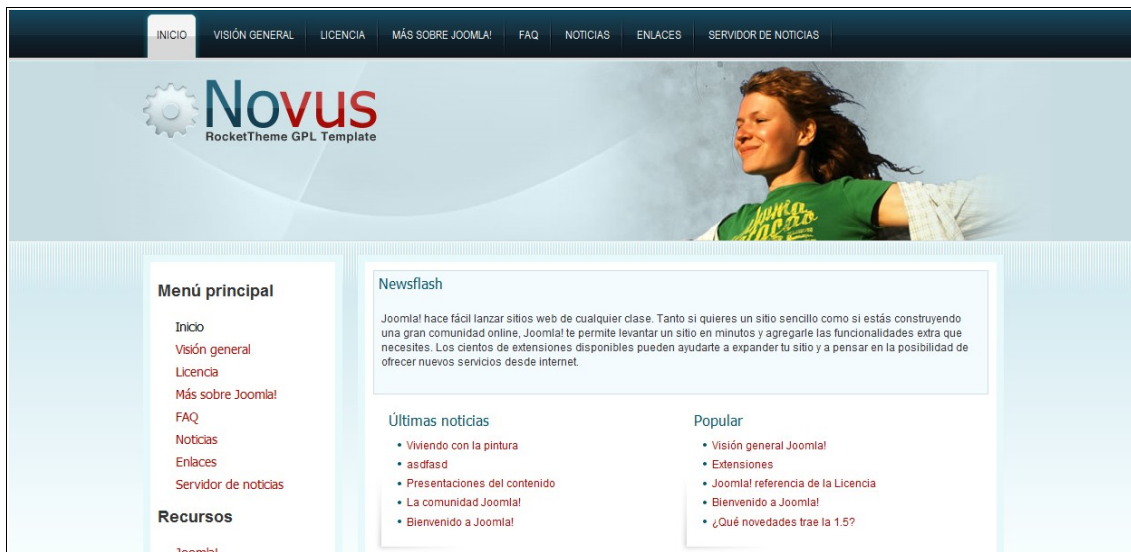 INICIO VISIÓN GENERAL LICENCIA MÁS SOBRE JOOMLA! FAQ NOTICIAS ENLACES SERVIDOR DE NOTICIAS
Novus
RocketTheme GPL Template
Menú principal
Inicio
Visión general
Licencia
Más sobre Joomla!
FAQ
Noticias
Enlaces
Servidor de noticias
Recursos
Joomla!
Newsflash
Joomla! hace fácil lanzar sitios web de cualquier clase. Tanto si quieres un sitio sencillo como si estás construyendo
una gran comunidad online, Joomla! te permite levantar un sitio en minutos y agregarle las funcionalidades extra que
necesites. Los cientos de extensiones disponibles pueden ayudarte a expander tu sitio y a pensar en la posibilidad de
ofrecer nuevos servicios desde internet.
Últimas noticias
Viviendo con la pintura
asdfasd
Presentaciones del contenido
La comunidad Joomla!
Bienvenido a Joomla!
Popular
Visión general Joomla!
Extensiones
Joomla! referencia de la Licencia
Bienvenido a Joomla!
¿Qué novedades trae la 1.5?